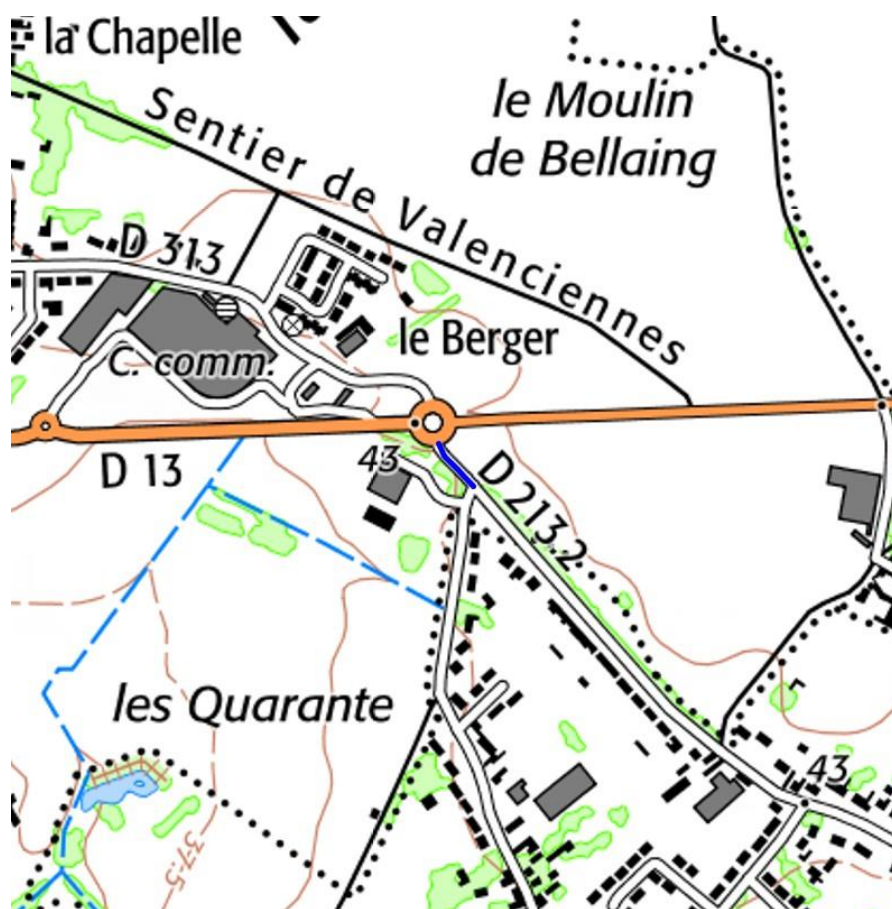 la Chapelle
le Moulin
de Bellaing
Sentier de Valenciennes
D 313
le Berger
C. comm.
D 13
43
D 213.2
les Quarante
43
37.5